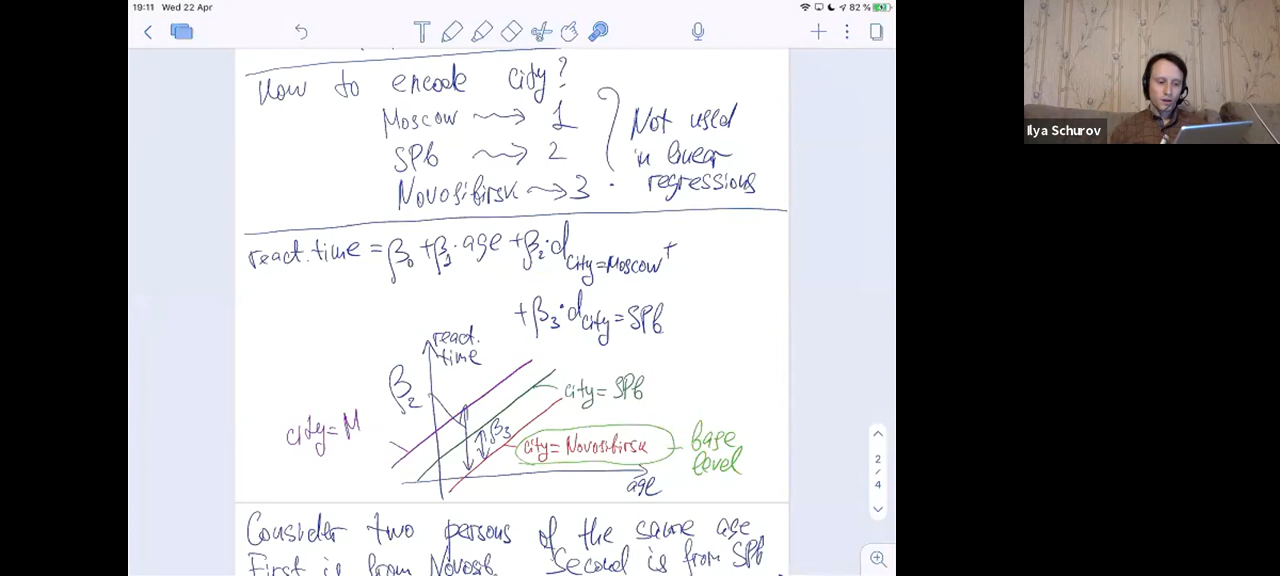 19:11 Wed 22 Apr
82 %
How to encode city?
Moscow ⟿ 1
SPb ⟿ 2
Novosibirsk ⟿ 3
Not used
in linear
regressions
react.time = β₀ + β₁·age + β₂·d city=Moscow +
+ β₃·d city=SPb
react.
time
β₂
city=SPb
city=M
β₃
city=Novosibirsk
base
level
age
Consider two persons of the same age
First is from Novosib. Second is from SPb
2
/
4
Ilya Schurov